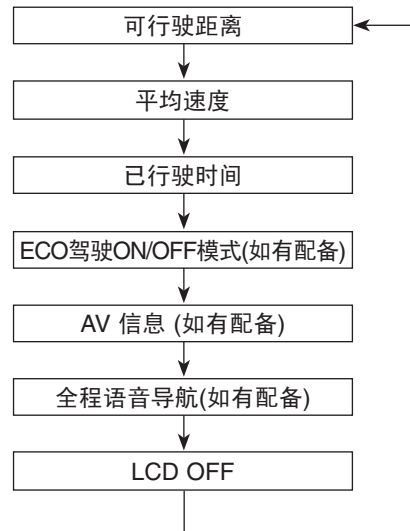 可行驶距离
平均速度
已行驶时间
ECO驾驶ON/OFF模式(如有配备)
AV 信息 (如有配备)
全程语音导航(如有配备)
LCD OFF